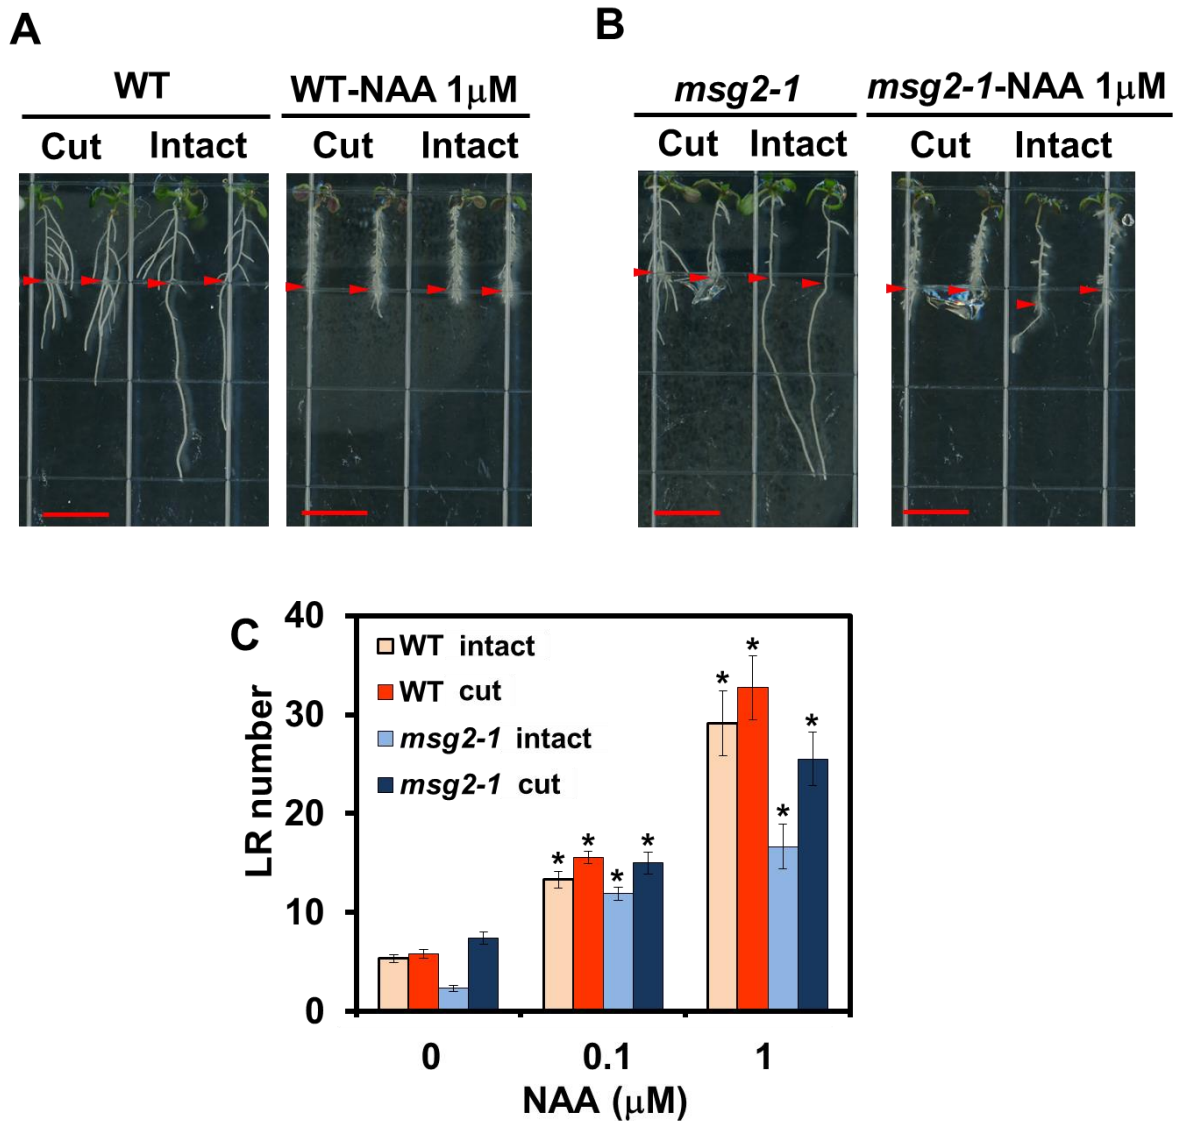 A
B
WT
WT-NAA 1μM
msg2-1
msg2-1-NAA 1μM
Cut
Intact
Cut
Intact
Cut
Intact
Cut
Intact
C
40
30
20
10
0
LR number
WT intact
WT cut
msg2-1 intact
msg2-1 cut
* * * *
* * * *
0
0.1
1
NAA (μM)